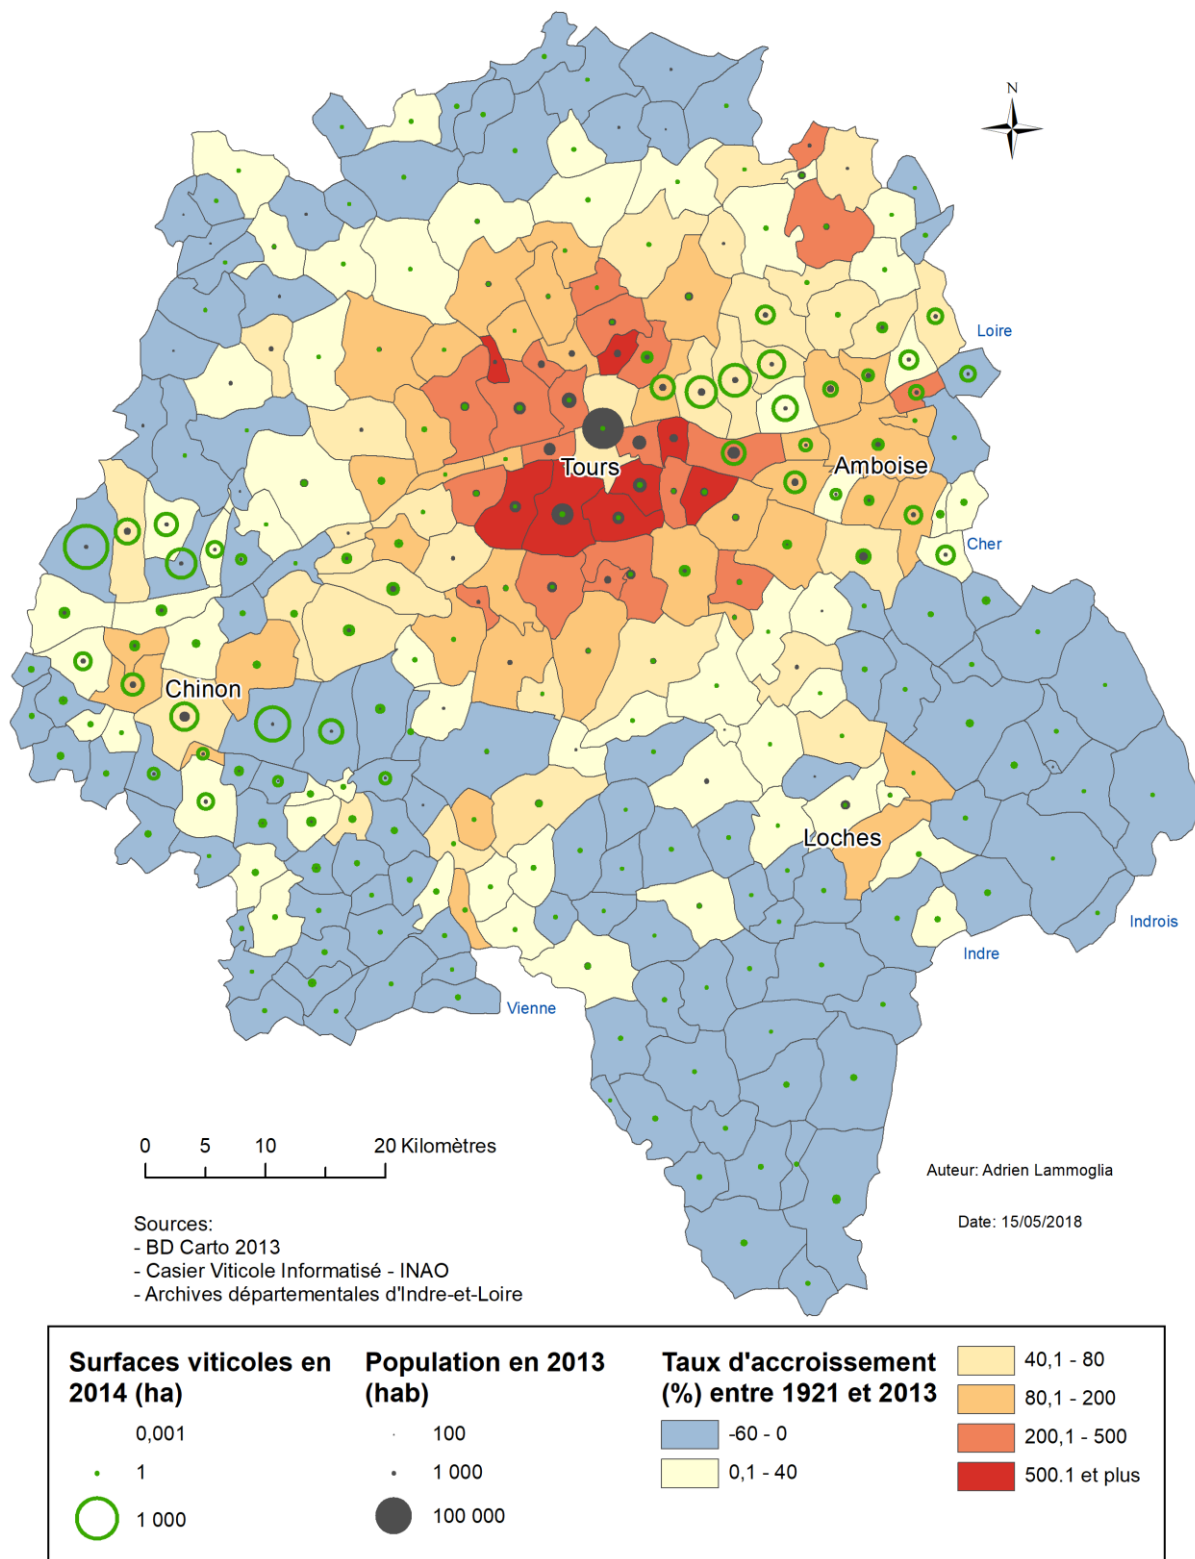 N
Loire
Tours
Amboise
Cher
Chinon
Loches
Indrois
Indre
Vienne
0 5 10 20 Kilomètres
Auteur: Adrien Lammoglia
Date: 15/05/2018
Sources:
- BD Carto 2013
- Casier Viticole Informatisé - INAO
- Archives départementales d'Indre-et-Loire
Surfaces viticoles en
2014 (ha)
0,001
1
1 000
Population en 2013
(hab)
100
1 000
100 000
Taux d'accroissement
(%) entre 1921 et 2013
-60 - 0
0,1 - 40
40,1 - 80
80,1 - 200
200,1 - 500
500.1 et plus